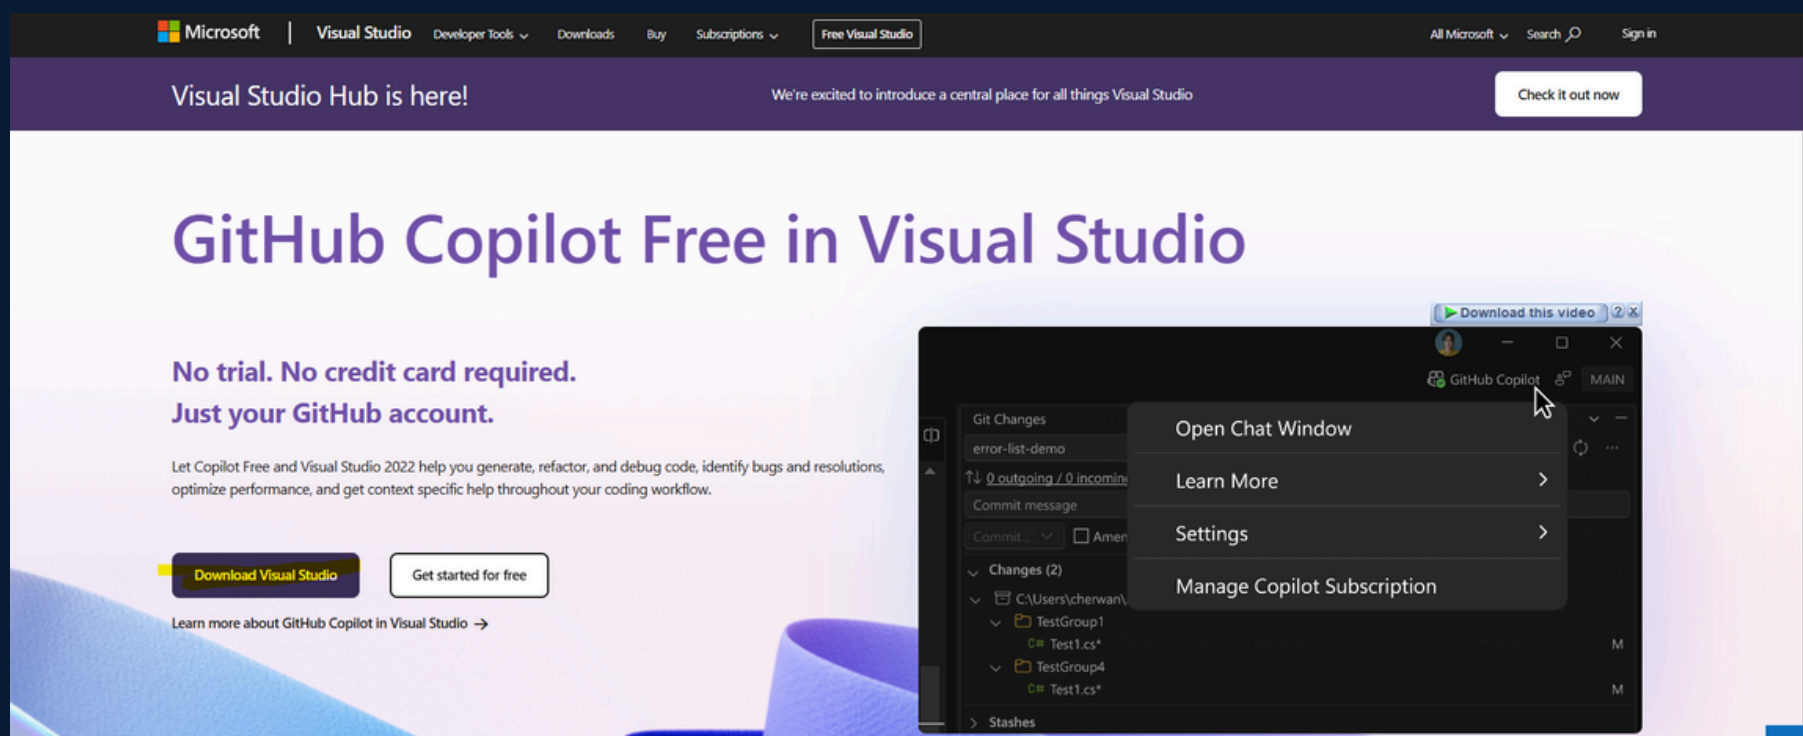 Microsoft | Visual Studio Developer Tools Downloads Buy Subscriptions Free Visual Studio All Microsoft Search Sign in
Visual Studio Hub is here! We're excited to introduce a central place for all things Visual Studio Check it out now
GitHub Copilot Free in Visual Studio
No trial. No credit card required.
Just your GitHub account.
Let Copilot Free and Visual Studio 2022 help you generate, refactor, and debug code, identify bugs and resolutions,
optimize performance, and get context specific help throughout your coding workflow.
Download Visual Studio Get started for free
Learn more about GitHub Copilot in Visual Studio →
Download this video ? X
GitHub Copilot MAIN
Git Changes
error-list-demo
0 outgoing / 0 incomin
Commit message
Commit... Amen
Changes (2)
C:\Users\cherwan\
TestGroup1
C# Test1.cs* M
TestGroup4
C# Test1.cs* M
Stashes
Open Chat Window
Learn More
Settings
Manage Copilot Subscription